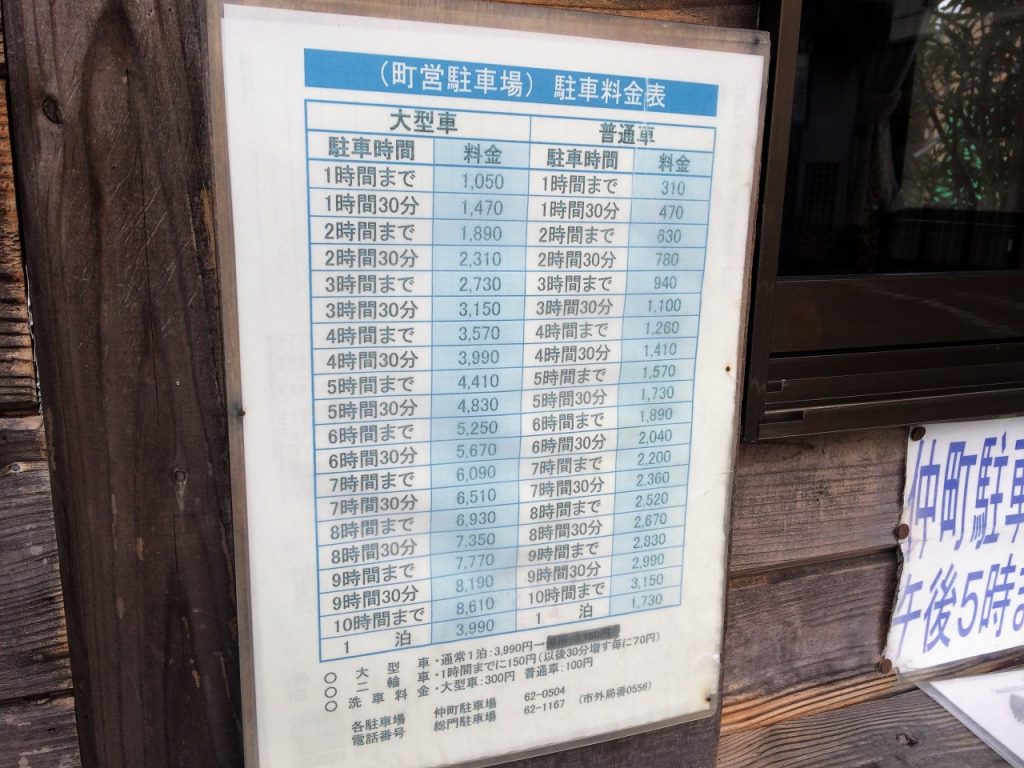 (町営駐車場) 駐車料金表
大型車 普通車
駐車時間 料金 駐車時間 料金
1時間まで 1,050 1時間まで 310
1時間30分 1,470 1時間30分 470
2時間まで 1,890 2時間まで 630
2時間30分 2,310 2時間30分 780
3時間まで 2,730 3時間まで 940
3時間30分 3,150 3時間30分 1,100
4時間まで 3,570 4時間まで 1,260
4時間30分 3,990 4時間30分 1,410
5時間まで 4,410 5時間まで 1,570
5時間30分 4,830 5時間30分 1,730
6時間まで 5,250 6時間まで 1,890
6時間30分 5,670 6時間30分 2,040
7時間まで 6,090 7時間まで 2,200
7時間30分 6,510 7時間30分 2,360
8時間まで 6,930 8時間まで 2,520
8時間30分 7,350 8時間30分 2,670
9時間まで 7,770 9時間まで 2,830
9時間30分 8,190 9時間30分 2,990
10時間まで 8,610 10時間まで 3,150
1 泊 3,990 1 泊 1,730
○ 大型車・通常1泊:3,990円→
○ 二輪車・1時間までに150円(以後30分増す毎に70円)
○ 洗車料金・大型車:300円 普通車:100円
各駐車場 仲町駐車場 62-0504 (市外局番0556)
電話番号 総門駐車場 62-1167
仲町駐車
午後5時ま